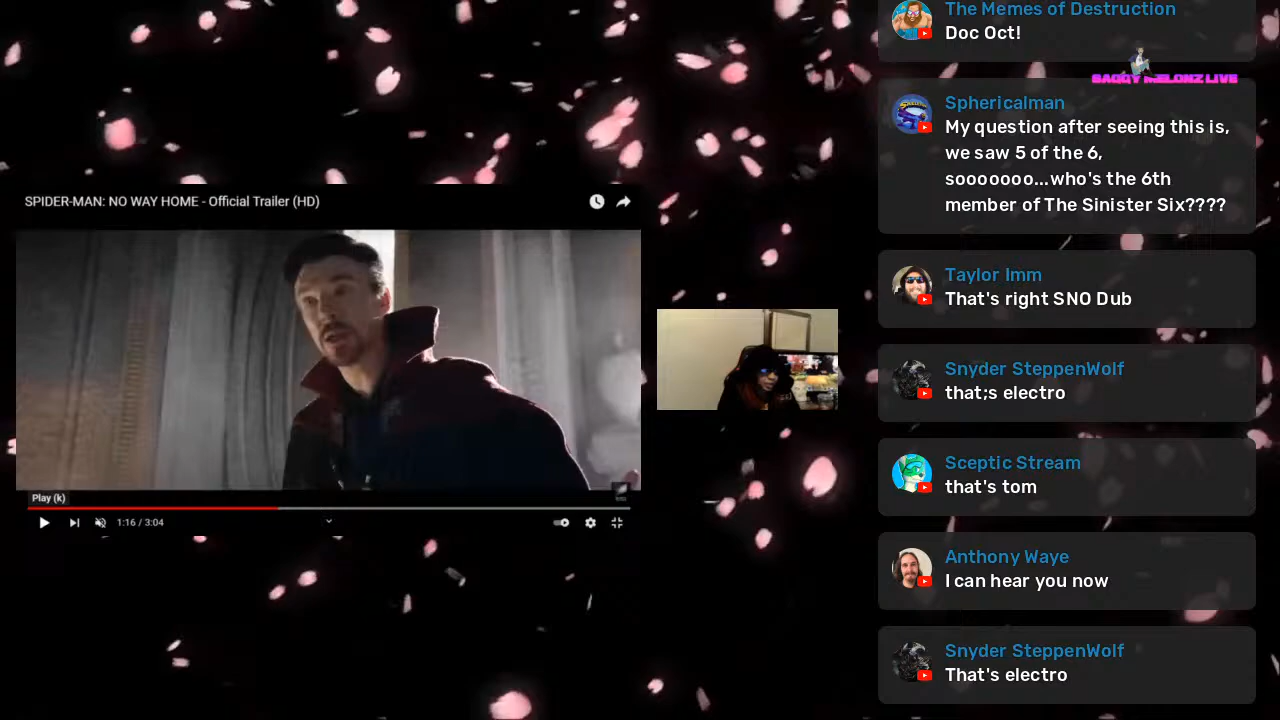 SPIDER-MAN: NO WAY HOME - Official Trailer (HD)
Play (k)
1:16 / 3:04
The Memes of Destruction
Doc Oct!
SAGGY MELONZ LIVE
Sphericalman
My question after seeing this is,
we saw 5 of the 6,
sooooooo...who's the 6th
member of The Sinister Six????
Taylor Imm
That's right SNO Dub
Snyder SteppenWolf
that;s electro
Sceptic Stream
that's tom
Anthony Waye
I can hear you now
Snyder SteppenWolf
That's electro